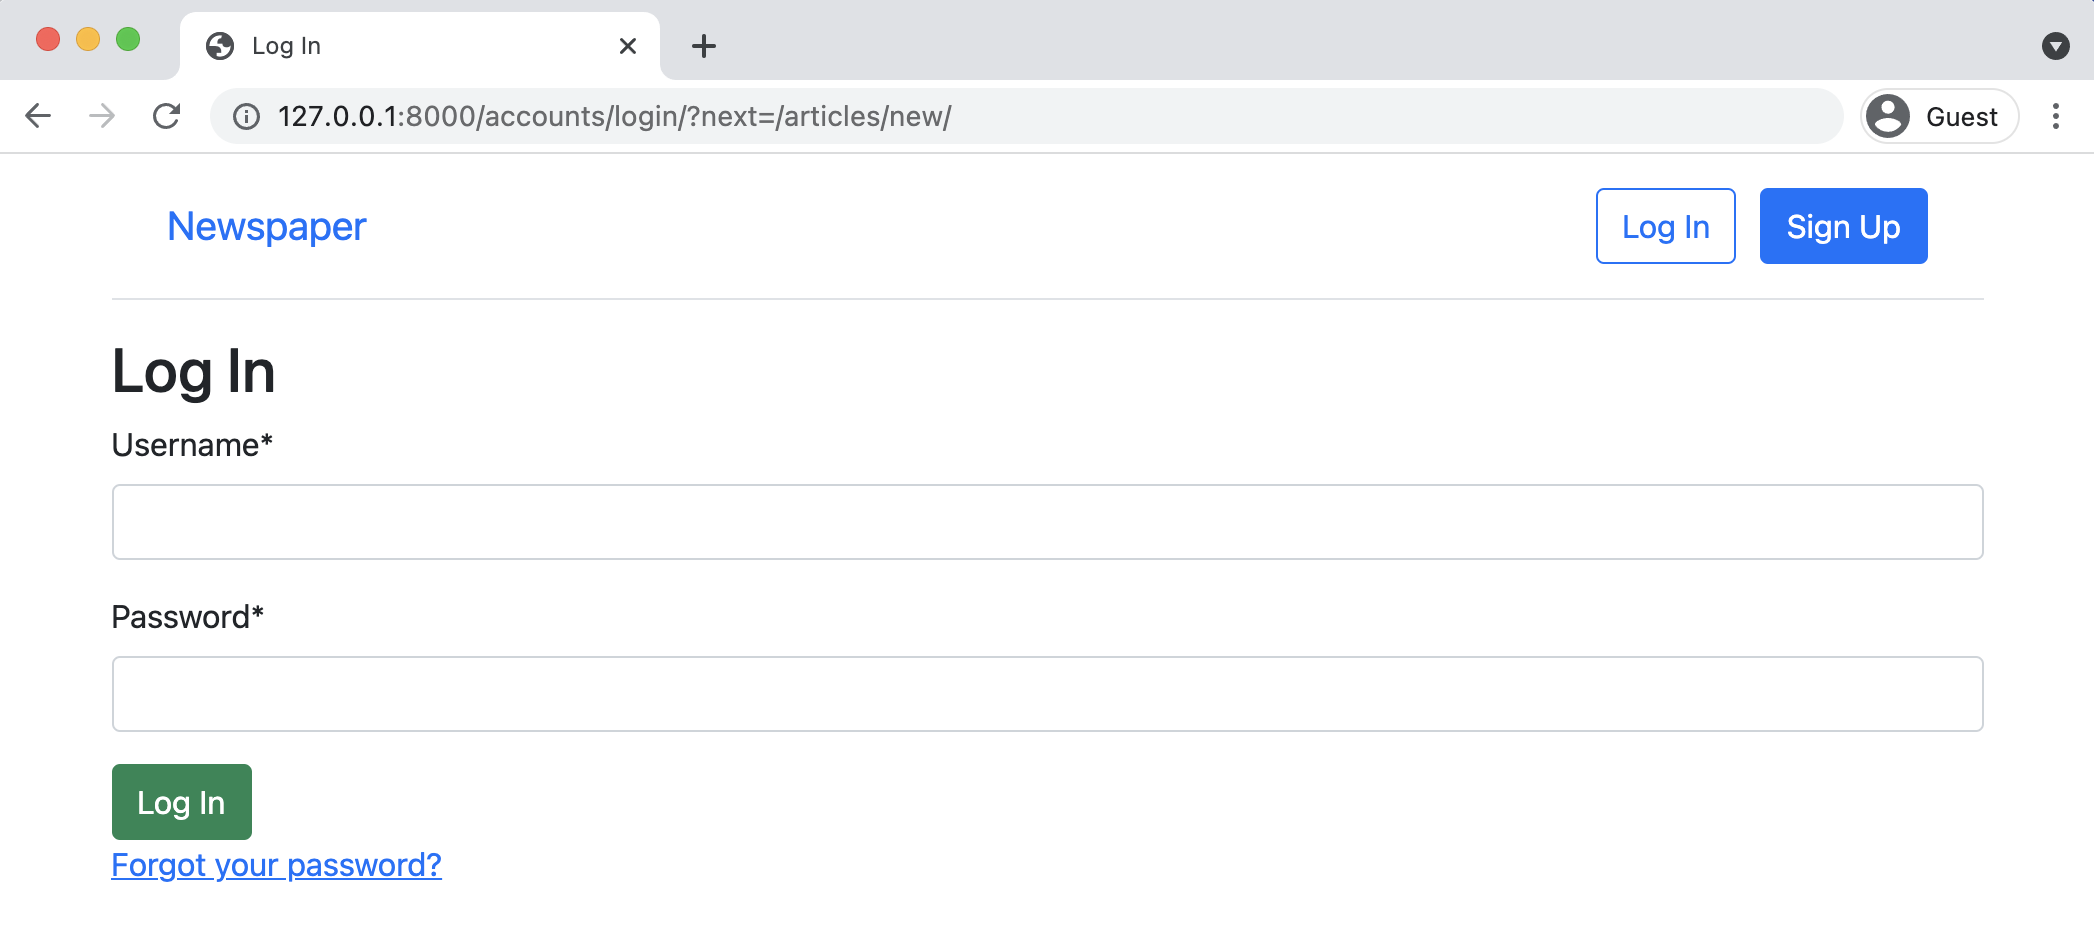 Log In
127.0.0.1:8000/accounts/login/?next=/articles/new/
Guest
Newspaper
Log In
Sign Up
Log In
Username*
Password*
Log In
Forgot your password?